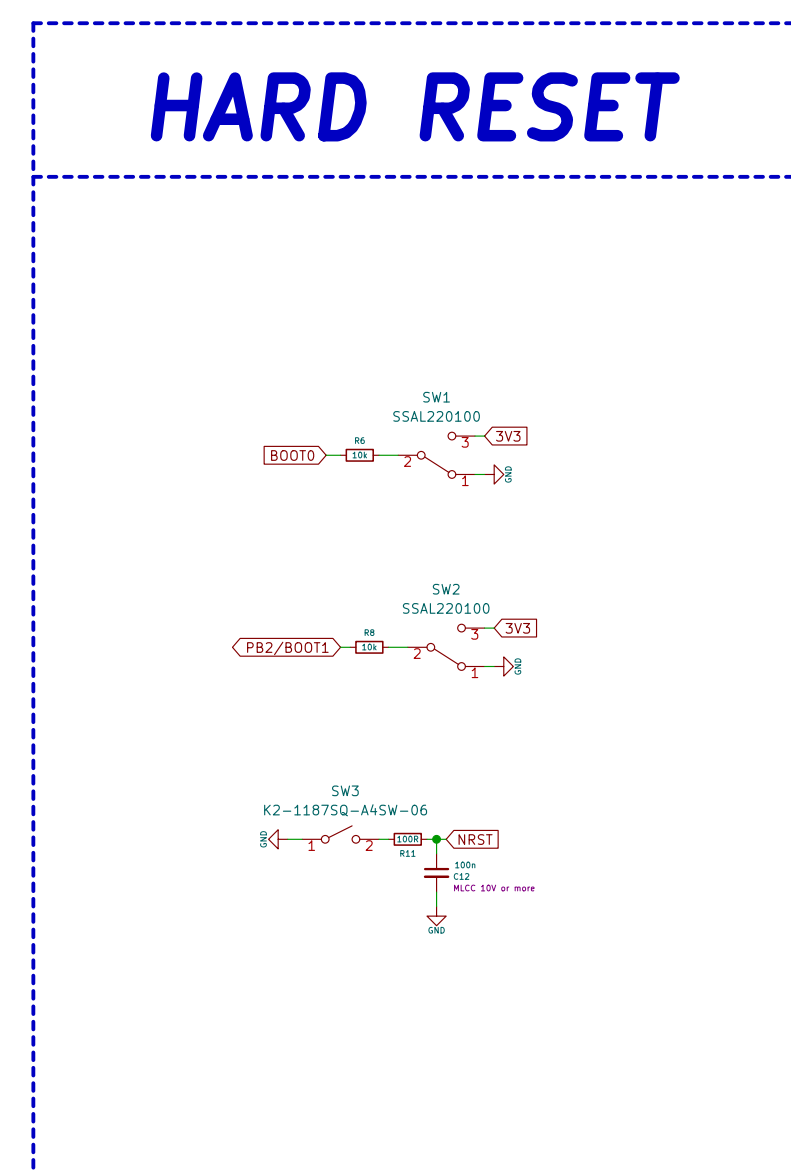 HARD RESET
SW1
SSAL220100
3V3
R6
BOOT0
10k
3
2
1
GND
SW2
SSAL220100
3V3
R8
PB2/BOOT1
10k
3
2
1
GND
SW3
K2-1187SQ-A4SW-06
GND
1
2
100R
NRST
R11
100n
C12
MLCC 10V or more
GND